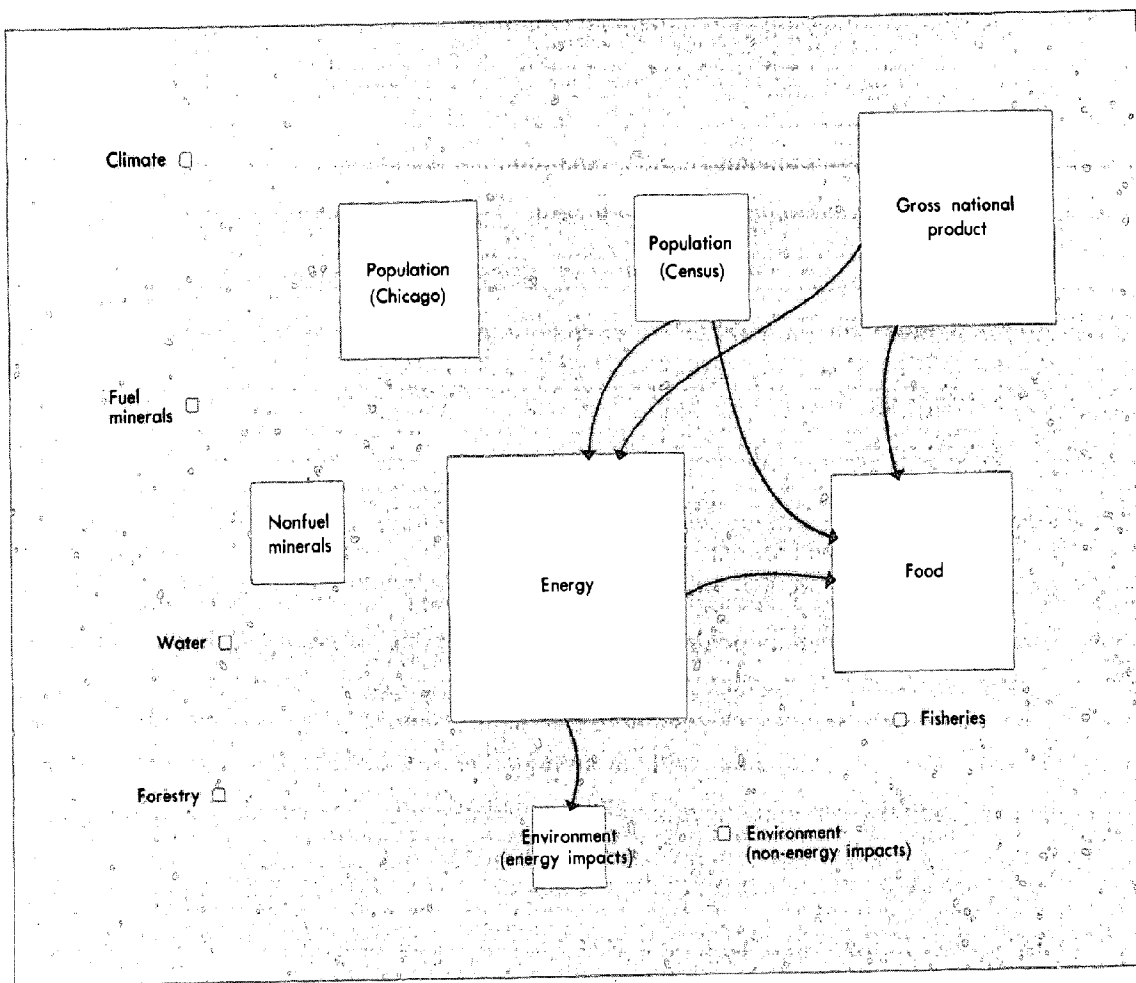 Climate
Gross national
product
Population
(Census)
Population
(Chicago)
Fuel
minerals
Nonfuel
minerals
Energy
Food
Water
Fisheries
Forestry
Environment
(energy impacts)
Environment
(non-energy impacts)